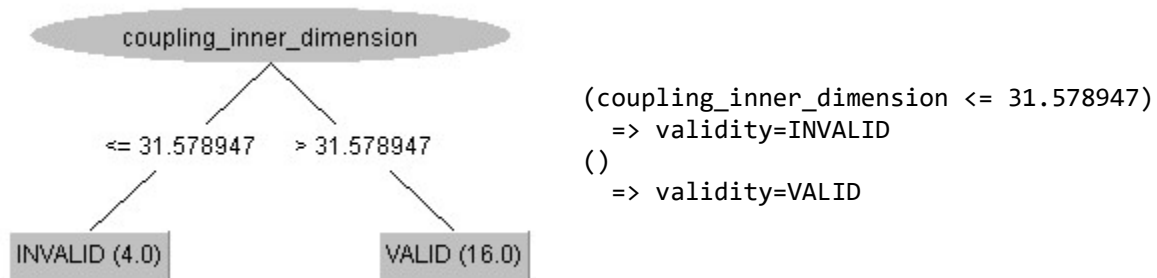 coupling_inner_dimension
<= 31.578947 > 31.578947
INVALID (4.0) VALID (16.0)
(coupling_inner_dimension <= 31.578947)
=> validity=INVALID
()
=> validity=VALID